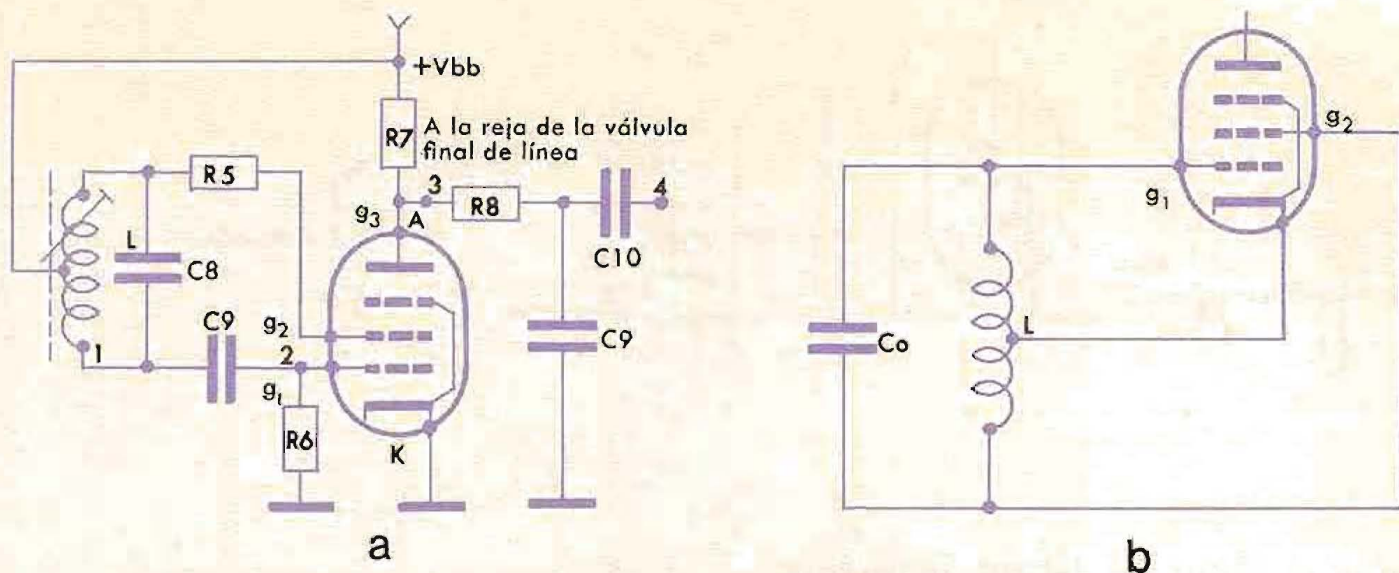 +Vbb
R7
A la reja de la válvula
final de línea
R5
3
R8
4
g3
A
L
C8
C10
C9
g2
2
C9
1
g1
R6
K
a
g2
g1
L
Co
b